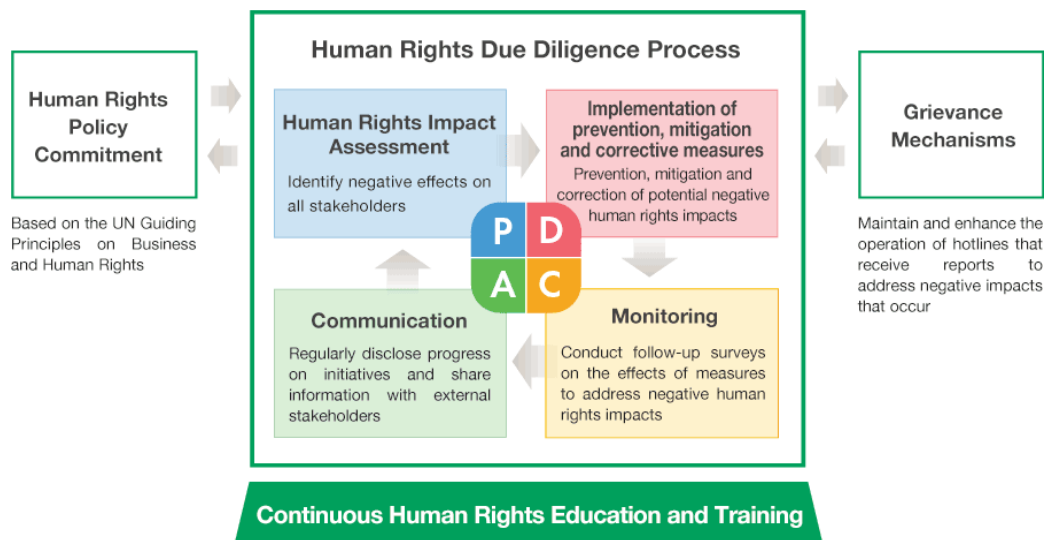 Human Rights
Policy
Commitment
Based on the UN Guiding
Principles on Business
and Human Rights
Human Rights Due Diligence Process
Human Rights Impact
Assessment
Identify negative effects on
all stakeholders
Implementation of
prevention, mitigation
and corrective measures
Prevention, mitigation and
correction of potential negative
human rights impacts
P D
A C
Communication
Regularly disclose progress
on initiatives and share
information with external
stakeholders
Monitoring
Conduct follow-up surveys
on the effects of measures
to address negative human
rights impacts
Grievance
Mechanisms
Maintain and enhance the
operation of hotlines that
receive reports to
address negative impacts
that occur
Continuous Human Rights Education and Training